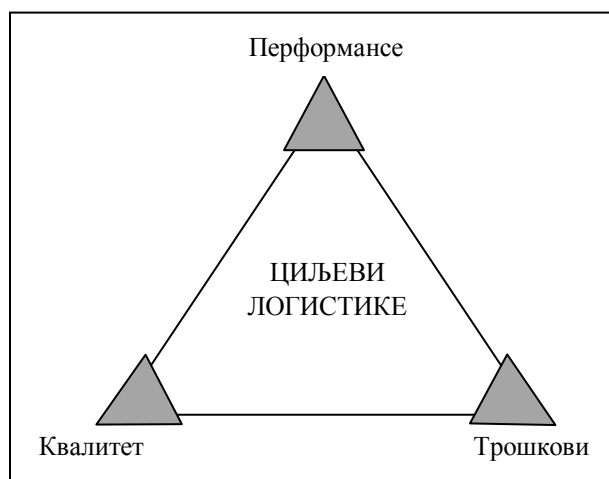 Перформансе
ЦИЉЕВИ
ЛОГИСТИКЕ
Квалитет
Трошкови